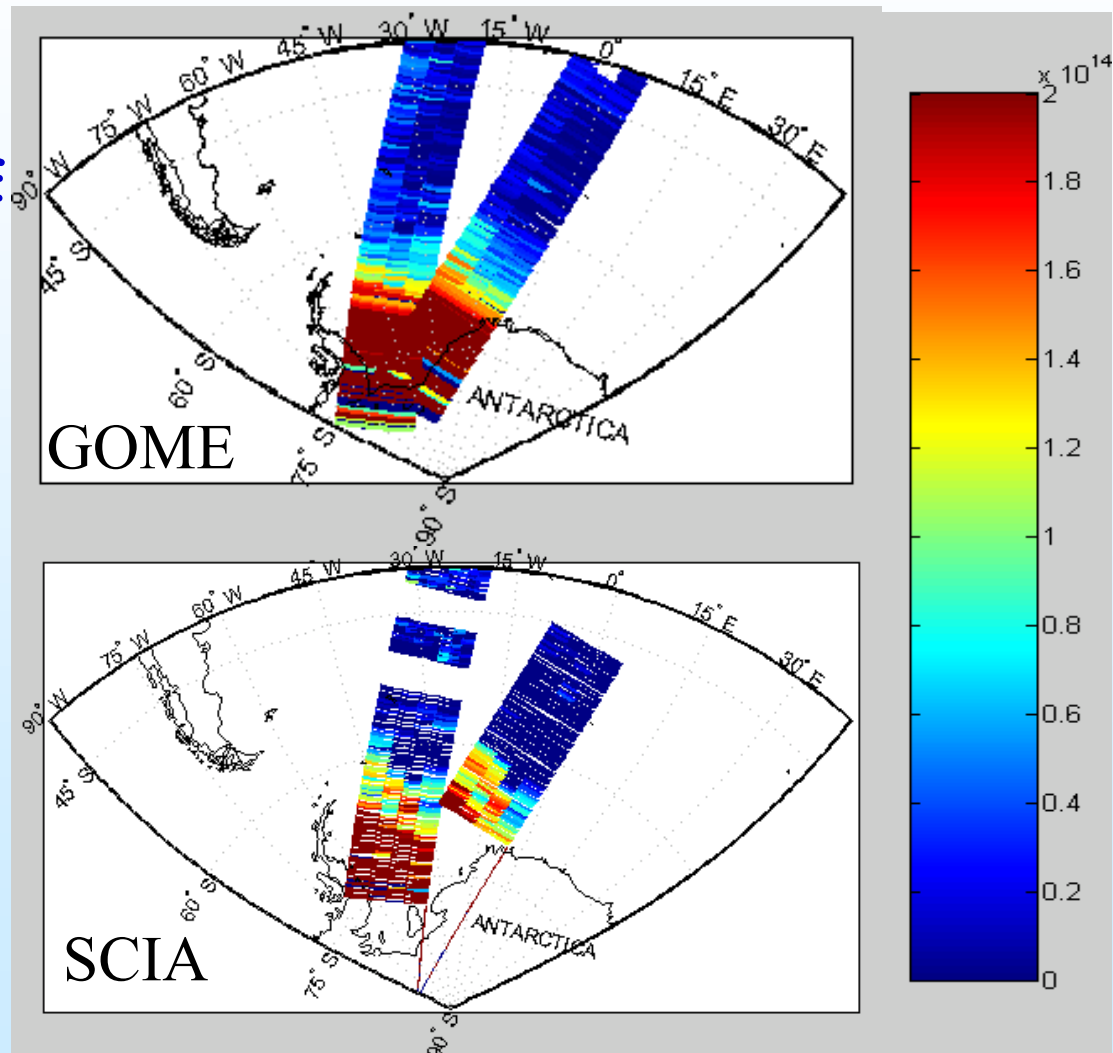 45° W
30° W
15° W
0°
15° E
30° E
60° W
75° W
90° W
45° S
60° S
75° S
90° S
ANTARCTICA
GOME
45° W
30° W
15° W
0°
15° E
30° E
60° W
75° W
90° W
45° S
60° S
75° S
90° S
ANTARCTICA
SCIA
x 10^14
2
1.8
1.6
1.4
1.2
1
0.8
0.6
0.4
0.2
0